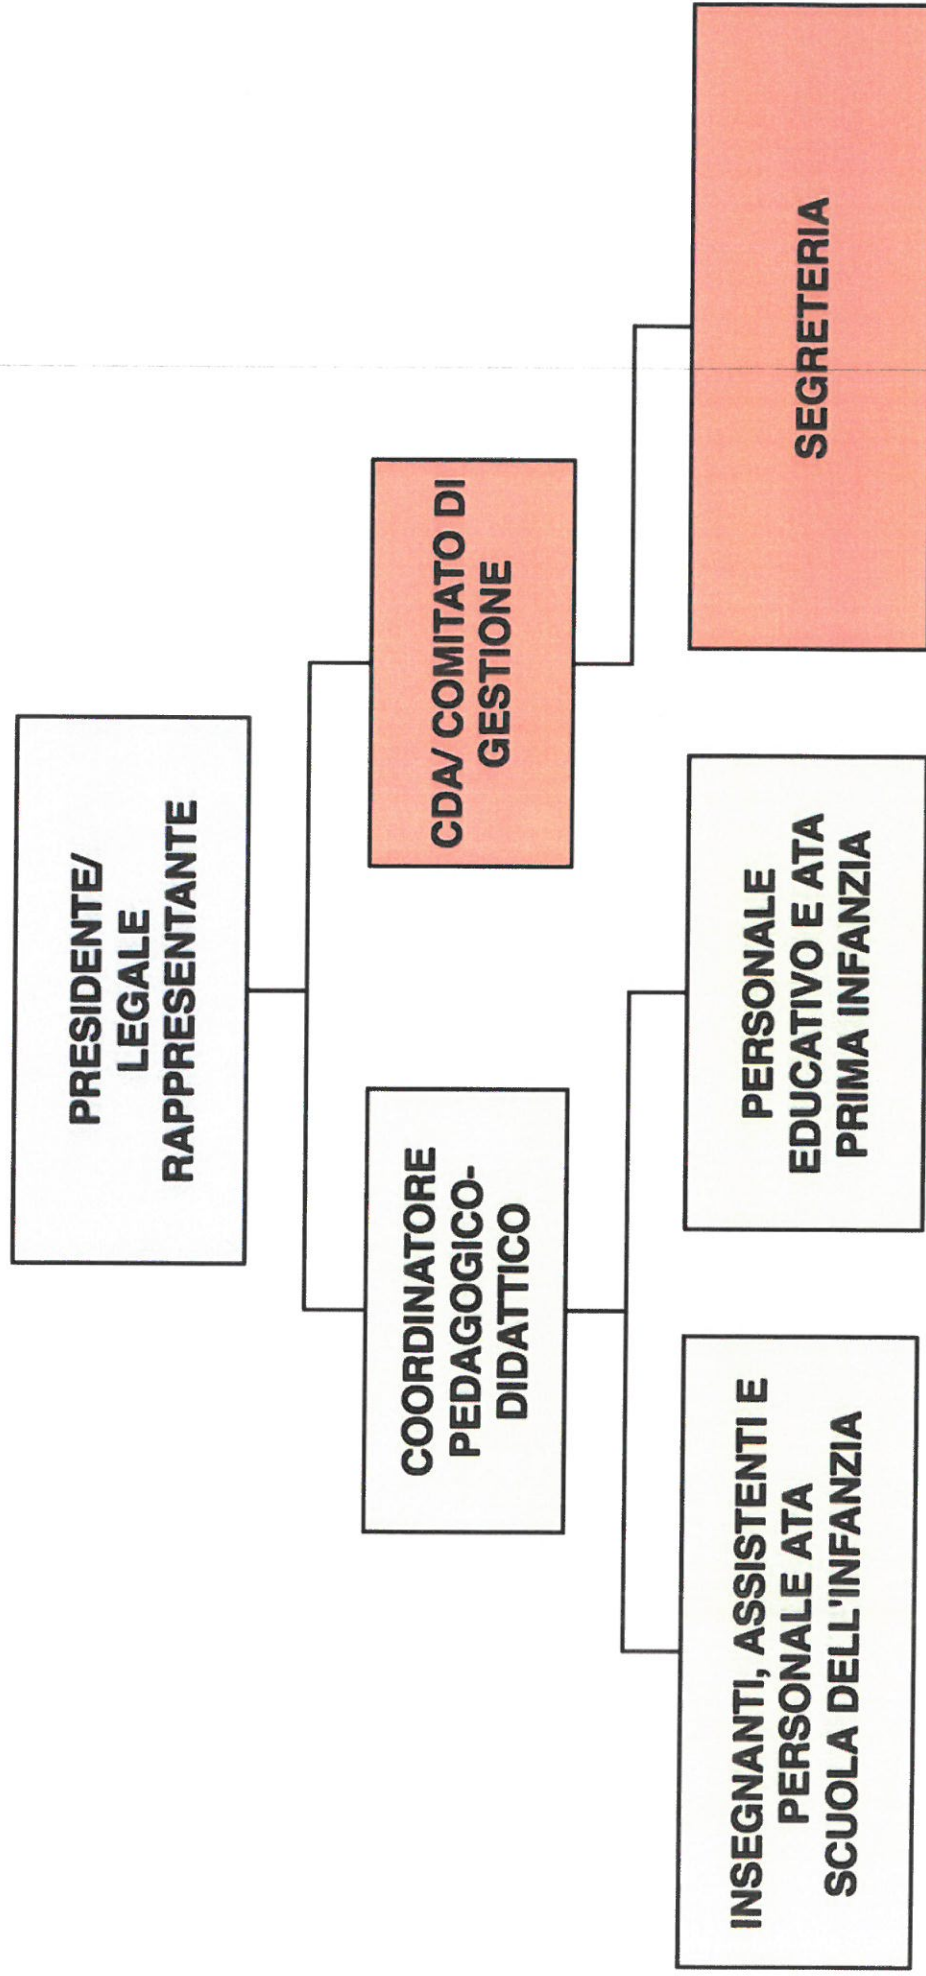 PRESIDENTE/
LEGALE
RAPPRESENTANTE
COORDINATORE
PEDAGOGICO-
DIDATTICO
CDA/ COMITATO DI
GESTIONE
INSEGNANTI, ASSISTENTI E
PERSONALE ATA
SCUOLA DELL'INFANZIA
PERSONALE
EDUCATIVO E ATA
PRIMA INFANZIA
SEGRETERIA